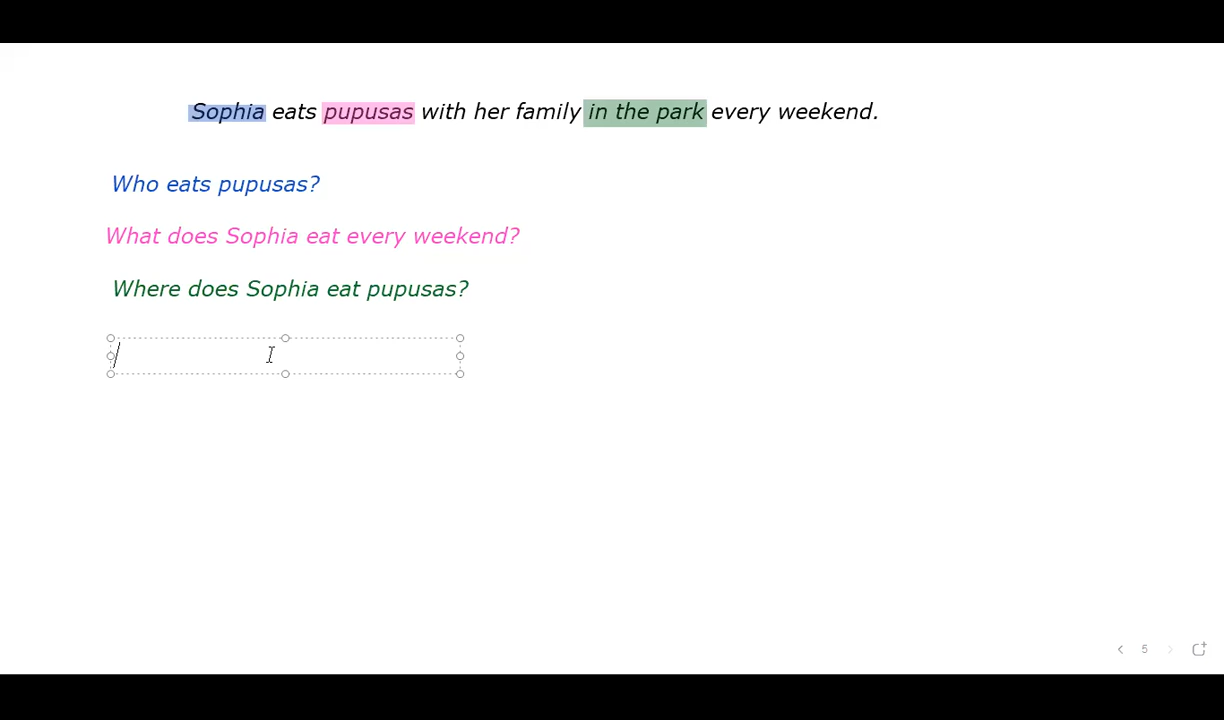 Sophia eats pupusas with her family in the park every weekend.
Who eats pupusas?
What does Sophia eat every weekend?
Where does Sophia eat pupusas?
5